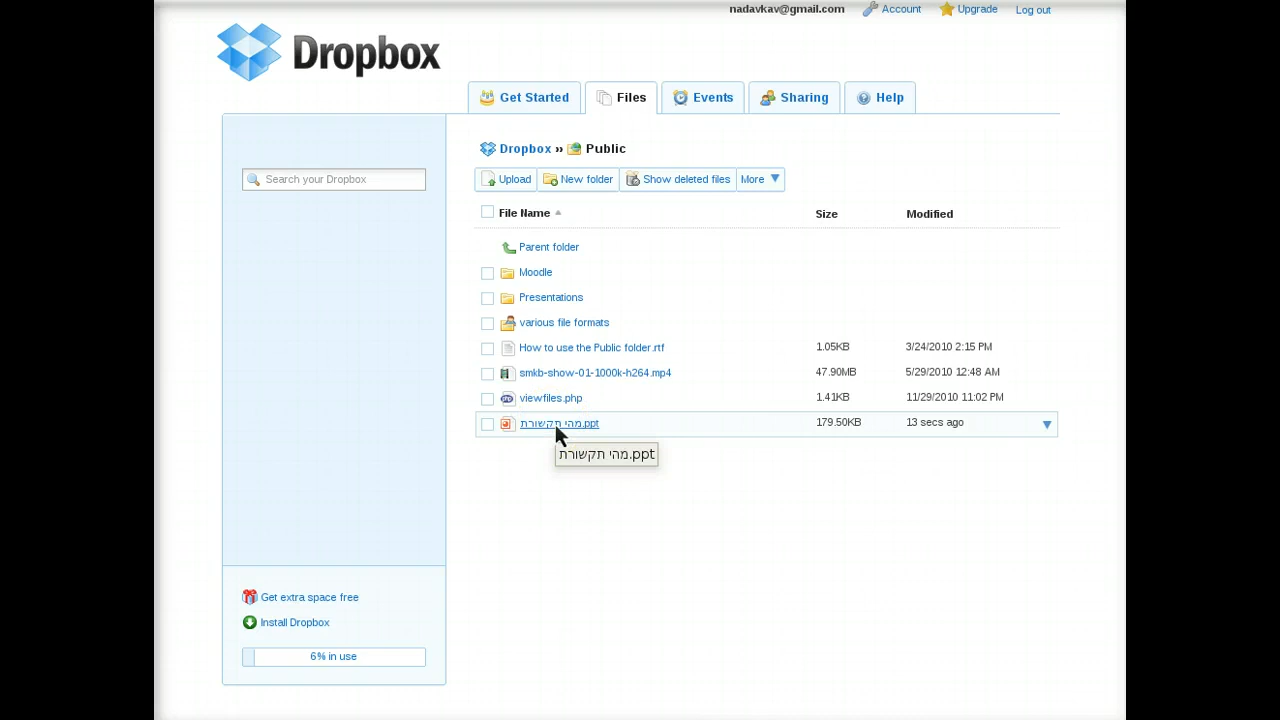 nadavkav@gmail.com Account Upgrade Log out
Dropbox
Get Started Files Events Sharing Help
Dropbox ›› Public
Search your Dropbox
Upload New folder Show deleted files More
File Name Size Modified
Parent folder
Moodle
Presentations
various file formats
How to use the Public folder.rtf 1.05KB 3/24/2010 2:15 PM
smkb-show-01-1000k-h264.mp4 47.90MB 5/29/2010 12:48 AM
viewfiles.php 1.41KB 11/29/2010 11:02 PM
מהי תקשורת.ppt 179.50KB 13 secs ago
מהי תקשורת.ppt
Get extra space free
Install Dropbox
6% in use